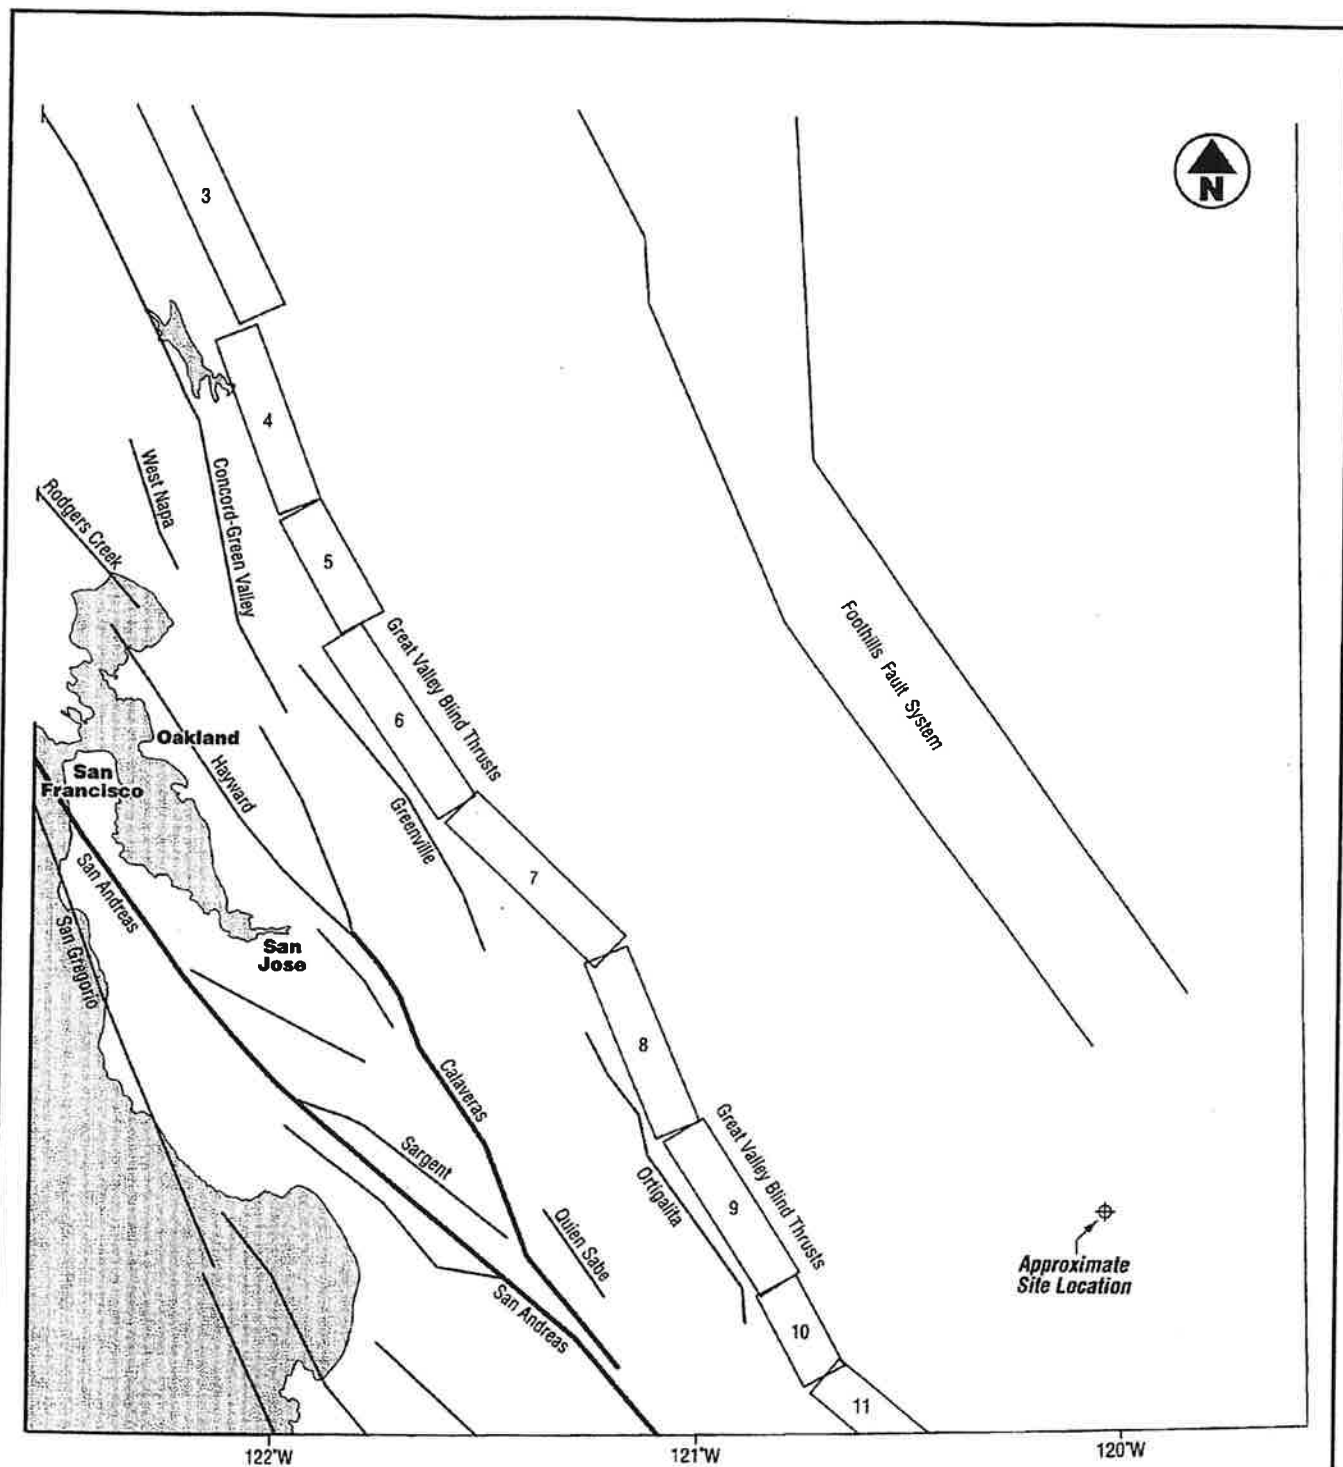 N
3
4
West Napa
Concord-Green Valley
Rodgers Creek
5
Great Valley Blind Thrusts
Foothills Fault System
6
Oakland
Hayward
San
Francisco
Greenville
San Andreas
7
San Gregorio
San
Jose
8
Calaveras
Sargent
Ortigalita
Great Valley Blind Thrusts
9
Quien Sabe
Approximate
Site Location
San Andreas
10
11
122°W
121°W
120°W